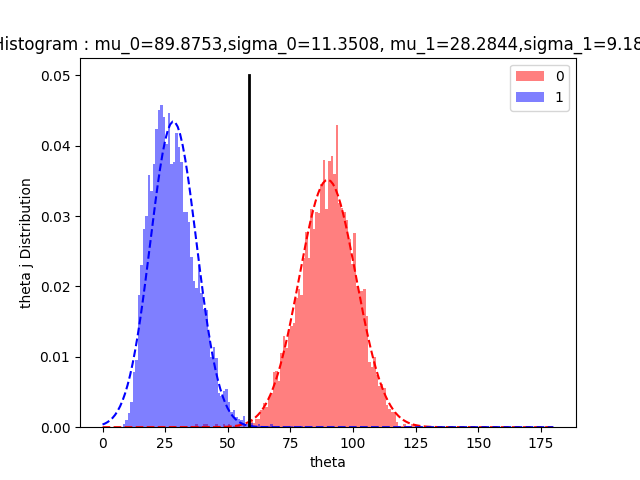 Histogram : mu_0=89.8753,sigma_0=11.3508, mu_1=28.2844,sigma_1=9.18
0
1
theta j Distribution
0.05
0.04
0.03
0.02
0.01
0.00
0 25 50 75 100 125 150 175
theta